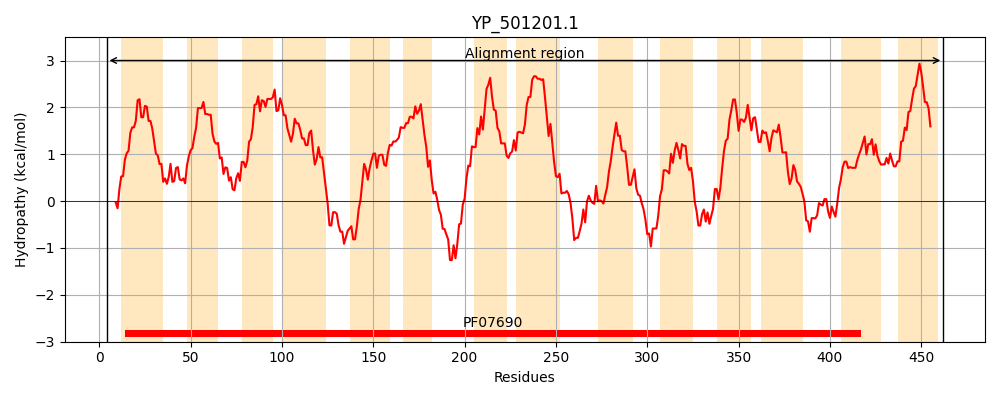 YP_501201.1
Alignment region
3
2
1
0
−1
−2
−3
Hydropathy (kcal/mol)
PF07690
0 50 100 150 200 250 300 350 400 450
Residues